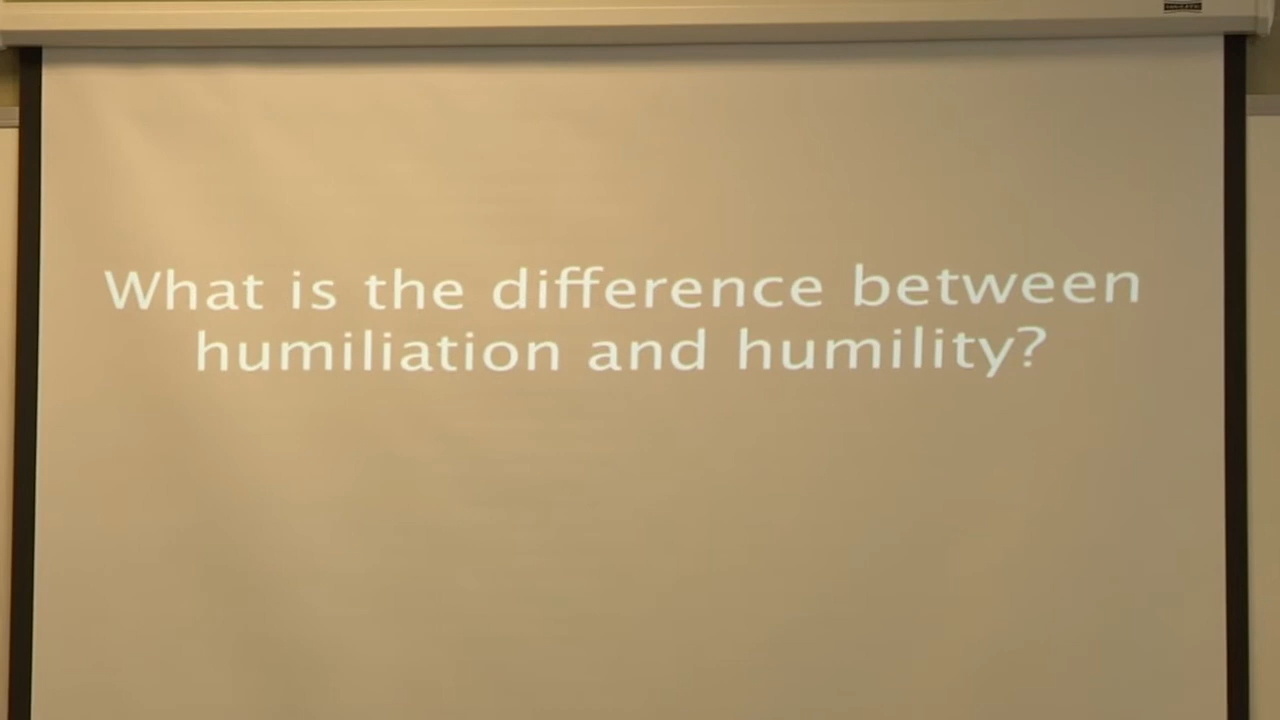 What is the difference between
humiliation and humility?